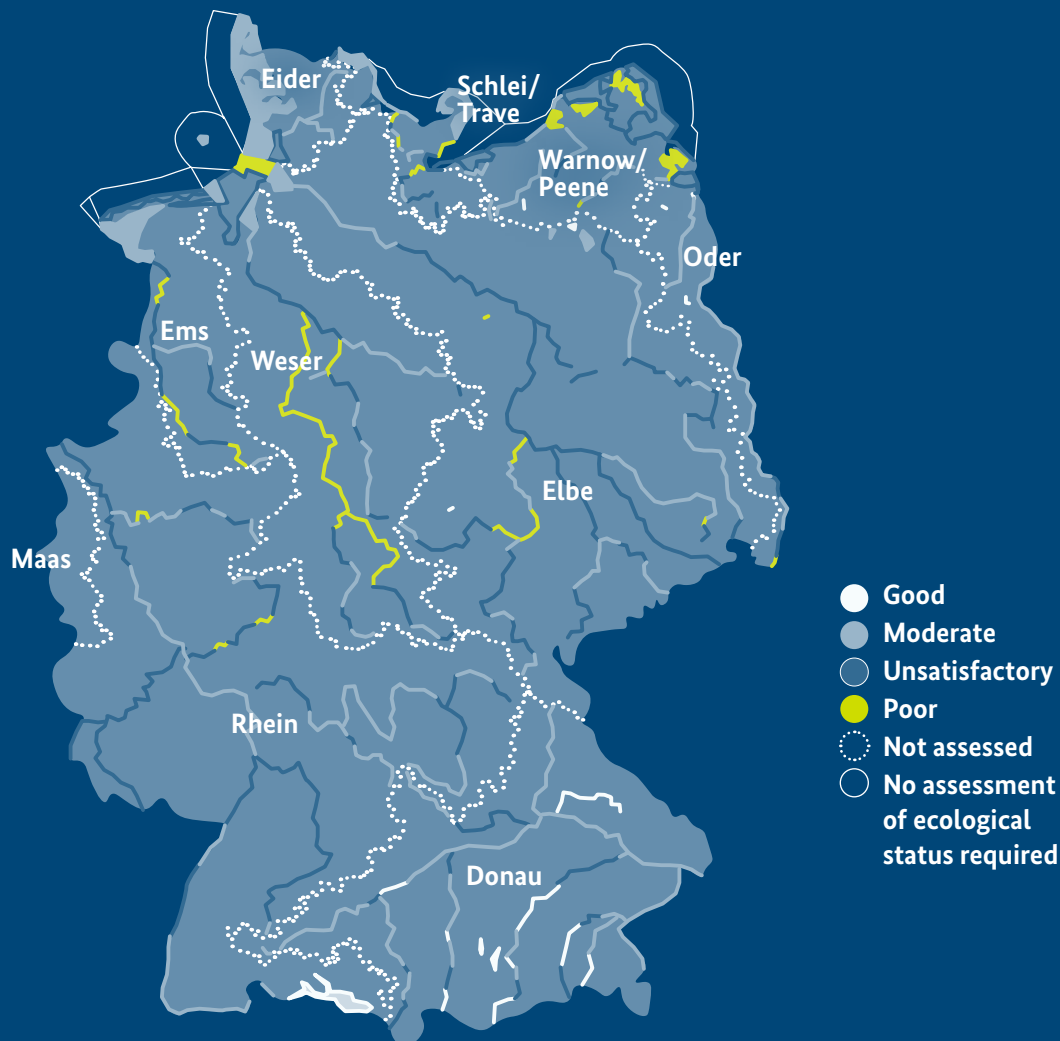 Eider
Schlei/
Trave
Warnow/
Peene
Oder
Ems
Weser
Elbe
Maas
Rhein
Donau
Good
Moderate
Unsatisfactory
Poor
Not assessed
No assessment
of ecological
status required